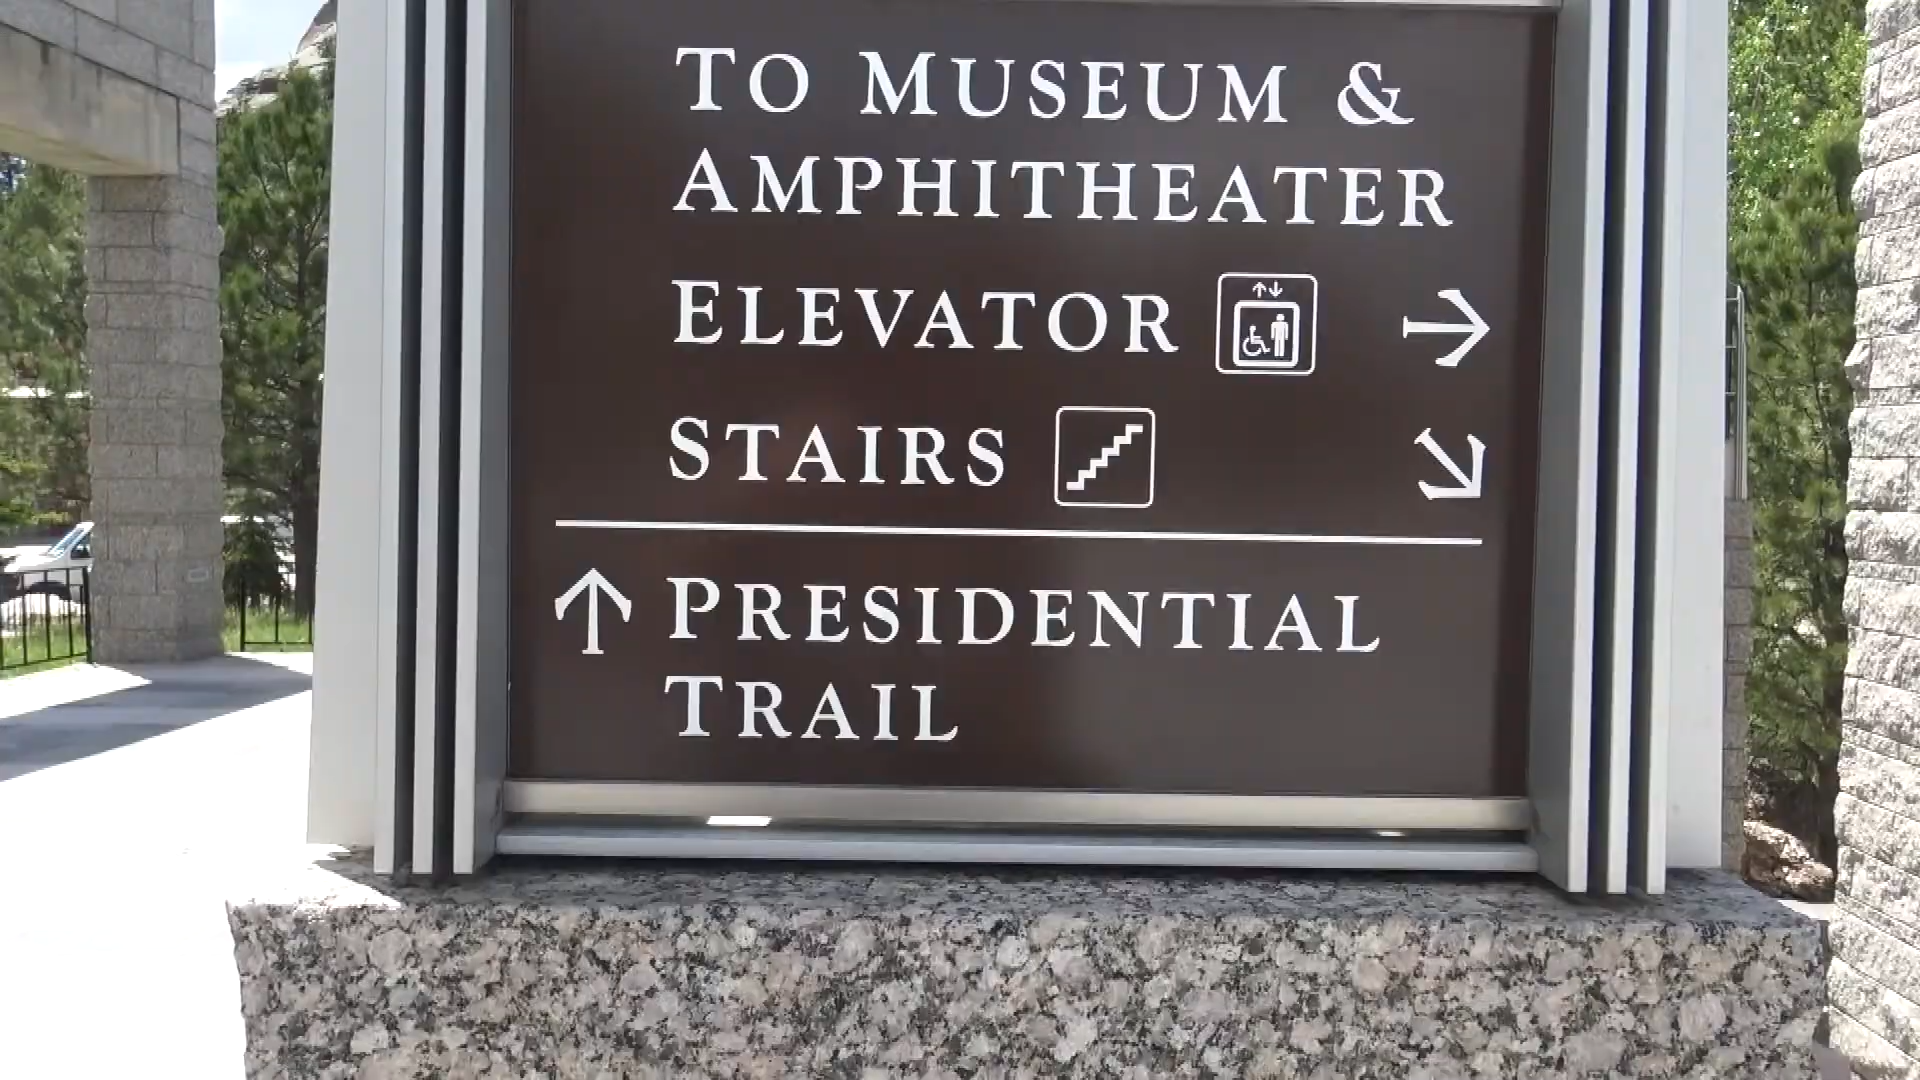 TO MUSEUM &
AMPHITHEATER
ELEVATOR
STAIRS
PRESIDENTIAL
TRAIL